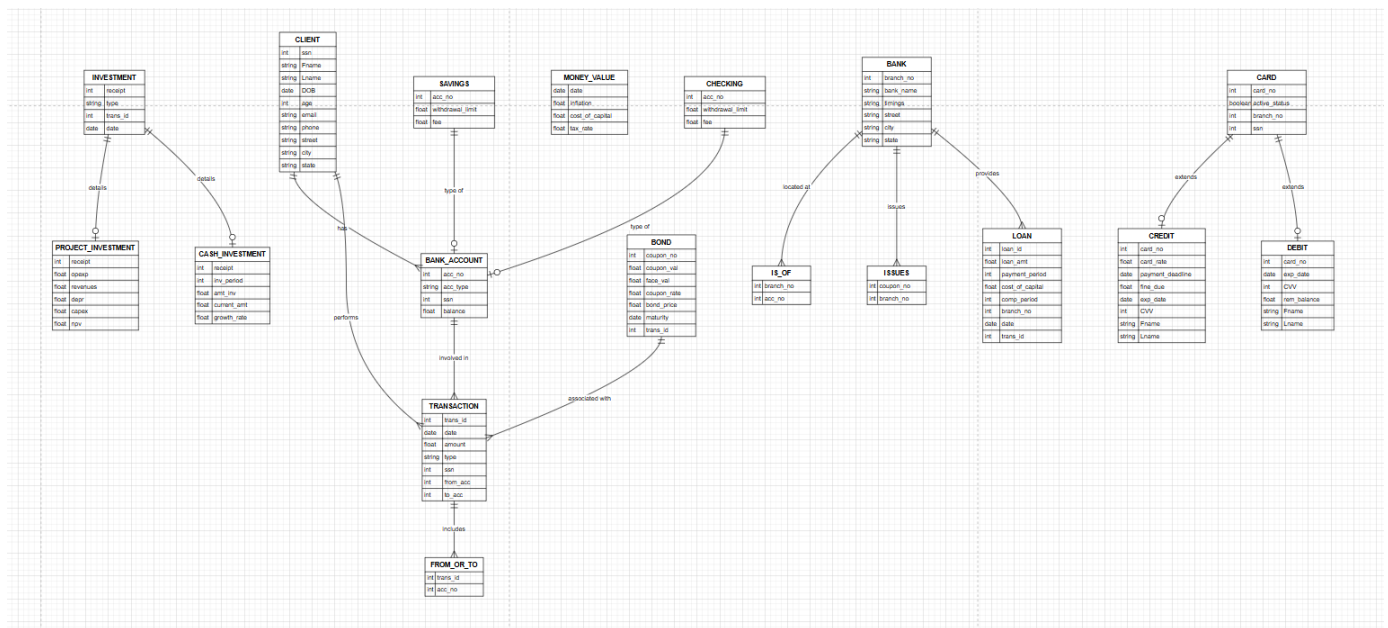 INVESTMENT
int receipt
string type
int trans_id
date date
CLIENT
int ssn
string Fname
string Lname
date DOB
int age
string email
string phone
string street
string city
string state
SAVINGS
int acc_no
float withdrawal_limit
float fee
MONEY_VALUE
date date
float inflation
float cost_of_capital
float tax_rate
CHECKING
int acc_no
float withdrawal_limit
float fee
BANK
int branch_no
string bank_name
string timings
string street
string city
string state
CARD
int card_no
boolean active_status
int branch_no
int ssn
details
details
has
performs
type of
type of
located at
issues
provides
extends
extends
PROJECT_INVESTMENT
int receipt
float opexp
float revenues
float depr
float capex
float npv
CASH_INVESTMENT
int receipt
int inv_period
float amt_inv
float current_amt
float growth_rate
BANK_ACCOUNT
int acc_no
string acc_type
int ssn
float balance
BOND
int coupon_no
float coupon_val
float face_val
float coupon_rate
float bond_price
date maturity
int trans_id
IS_OF
int branch_no
int acc_no
ISSUES
int coupon_no
int branch_no
LOAN
int loan_id
float loan_amt
int payment_period
float cost_of_capital
int comp_period
int branch_no
date date
int trans_id
CREDIT
int card_no
float card_rate
date payment_deadline
float fine_due
date exp_date
int CVV
string Fname
string Lname
DEBIT
int card_no
date exp_date
int CVV
float rem_balance
string Fname
string Lname
involved in
associated with
TRANSACTION
int trans_id
date date
float amount
string type
int ssn
int from_acc
int to_acc
includes
FROM_OR_TO
int trans_id
int acc_no